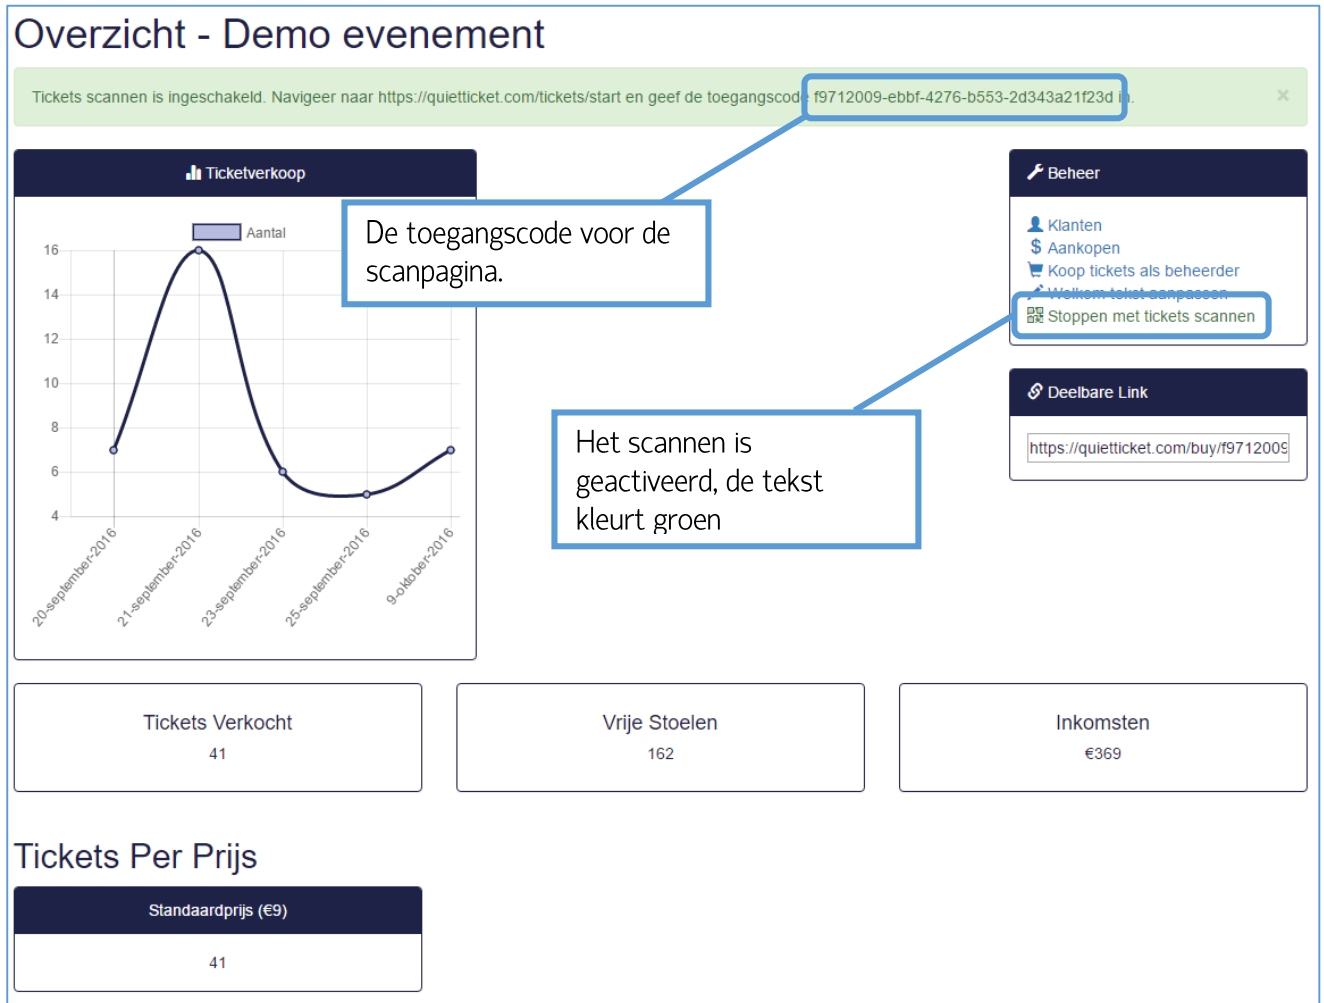 Overzicht - Demo evenement
Tickets scannen is ingeschakeld. Navigeer naar https://quietticket.com/tickets/start en geef de toegangscode f9712009-ebbf-4276-b553-2d343a21f23d in.
×
Ticketverkoop
Aantal
16
14
12
10
8
6
4
20-september-2016
21-september-2016
23-september-2016
25-september-2016
9-oktober-2016
De toegangscode voor de
scanpagina.
Beheer
Klanten
$ Aankopen
Koop tickets als beheerder
Welkom tekst aanpassen
Stoppen met tickets scannen
Het scannen is
geactiveerd, de tekst
kleurt groen
Deelbare Link
https://quietticket.com/buy/f9712009
Tickets Verkocht
41
Vrije Stoelen
162
Inkomsten
€369
Tickets Per Prijs
Standaardprijs (€9)
41